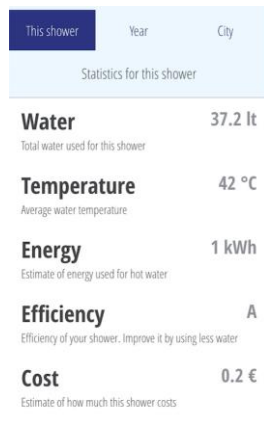 This shower Year City
Statistics for this shower
Water 37.2 lt
Total water used for this shower
Temperature 42 °C
Average water temperature
Energy 1 kWh
Estimate of energy used for hot water
Efficiency A
Efficiency of your shower. Improve it by using less water
Cost 0.2 €
Estimate of how much this shower costs